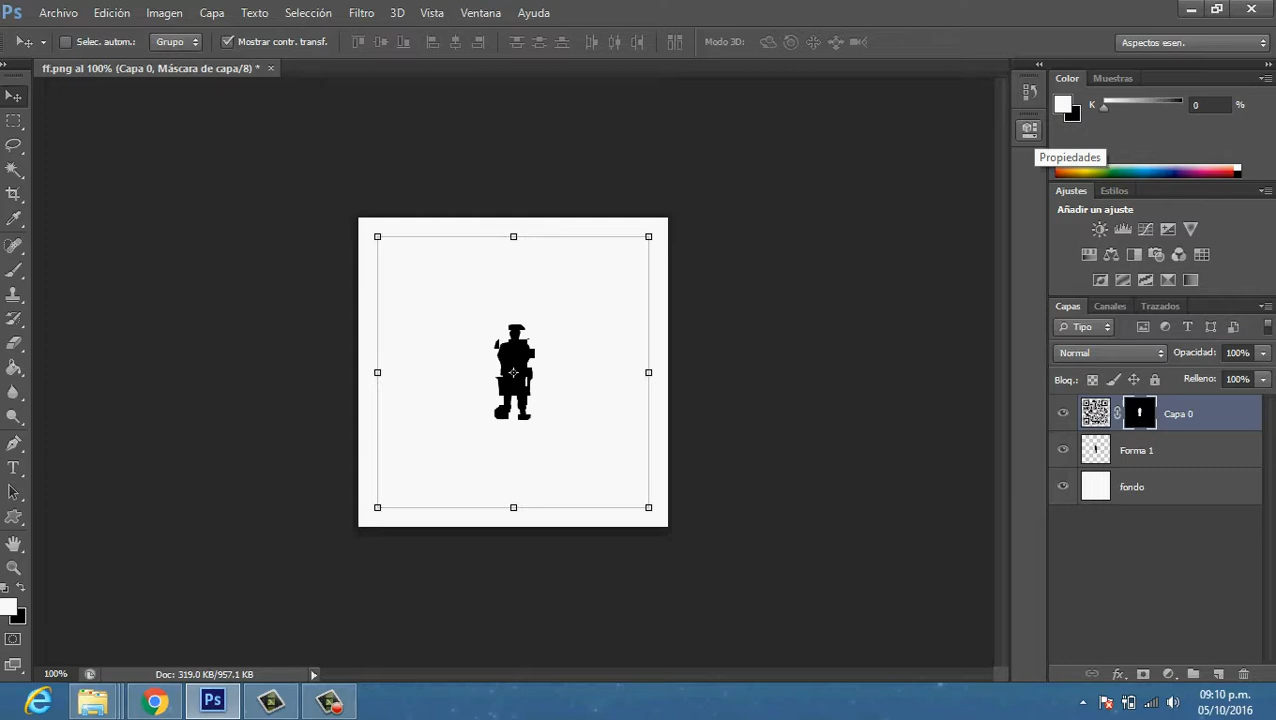 Ps Archivo Edición Imagen Capa Texto Selección Filtro 3D Vista Ventana Ayuda
Selec. autom.: Grupo Mostrar contr. transf. Modo 3D: Aspectos esen.
ff.png al 100% (Capa 0, Máscara de capa/8) * ×
Color Muestras
K 0 %
Propiedades
Ajustes Estilos
Añadir un ajuste
Capas Canales Trazados
Tipo
Normal Opacidad: 100%
Bloq.: Relleno: 100%
Capa 0
Forma 1
fondo
100% Doc: 319.0 KB/957.1 KB
Ps
09:10 p.m.
05/10/2016